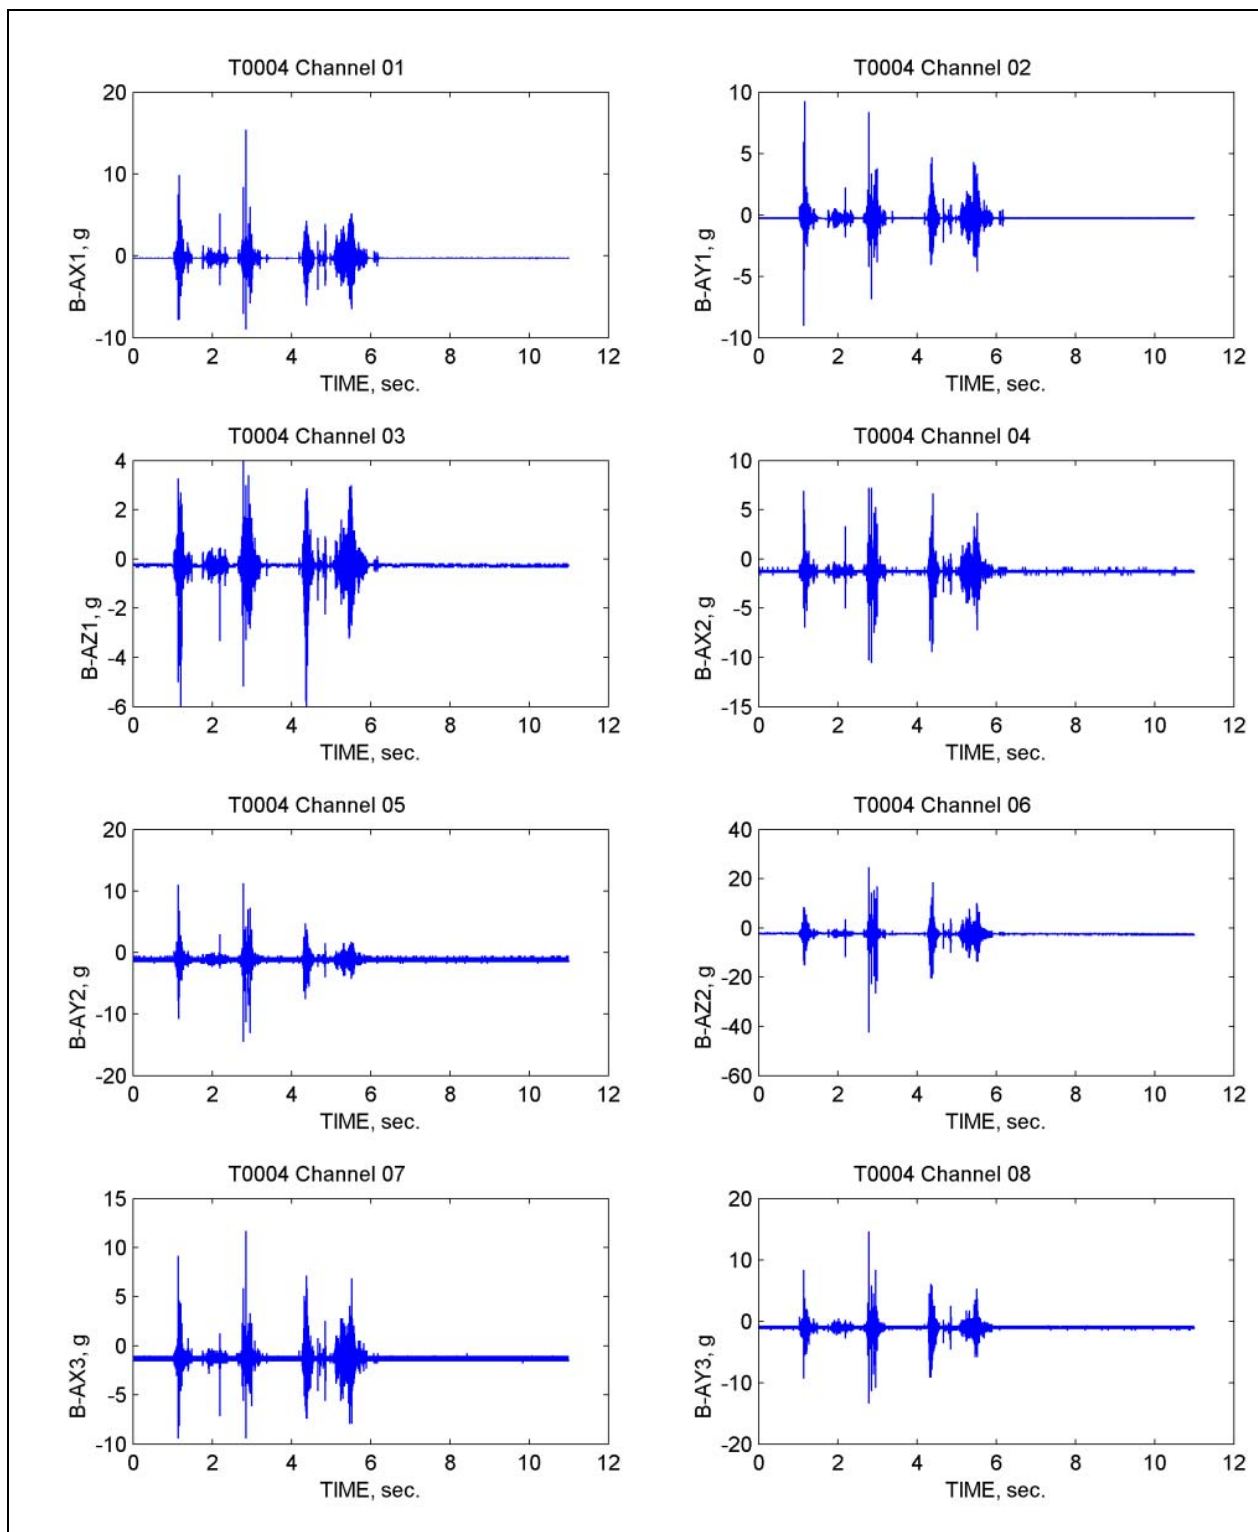 T0004 Channel 01
20
10
0
-10
B-AX1, g
0 2 4 6 8 10 12
TIME, sec.
T0004 Channel 02
10
5
0
-5
-10
B-AY1, g
0 2 4 6 8 10 12
TIME, sec.
T0004 Channel 03
4
2
0
-2
-4
-6
B-AZ1, g
0 2 4 6 8 10 12
TIME, sec.
T0004 Channel 04
10
5
0
-5
-10
-15
B-AX2, g
0 2 4 6 8 10 12
TIME, sec.
T0004 Channel 05
20
10
0
-10
-20
B-AY2, g
0 2 4 6 8 10 12
TIME, sec.
T0004 Channel 06
40
20
0
-20
-40
-60
B-AZ2, g
0 2 4 6 8 10 12
TIME, sec.
T0004 Channel 07
15
10
5
0
-5
-10
B-AX3, g
0 2 4 6 8 10 12
TIME, sec.
T0004 Channel 08
20
10
0
-10
-20
B-AY3, g
0 2 4 6 8 10 12
TIME, sec.